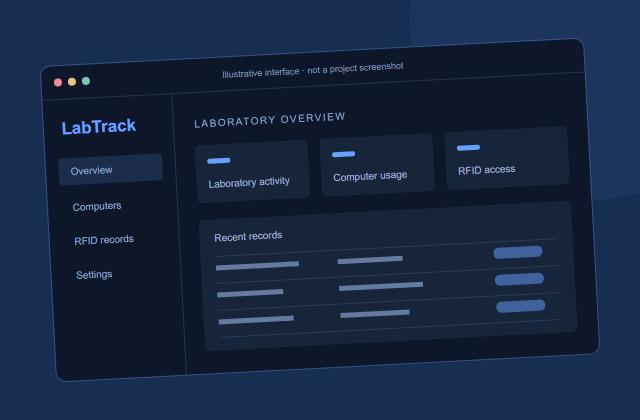 Illustrative interface · not a project screenshot
LabTrack
Overview
Computers
RFID records
Settings
LABORATORY OVERVIEW
Laboratory activity
Computer usage
RFID access
Recent records